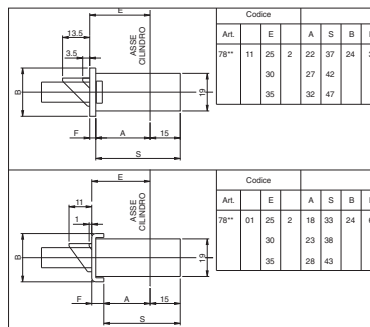 E
13.5
3.5
ASSE
CILINDRO
B
19
F A 15
S
Codice
Art. E A S B
78** 11 25 2 22 37 24
30 27 42
35 32 47
E
11
1
ASSE
CILINDRO
B
19
F A 15
S
Codice
Art. E A S B
78** 01 25 2 18 33 24
30 23 38
35 28 43